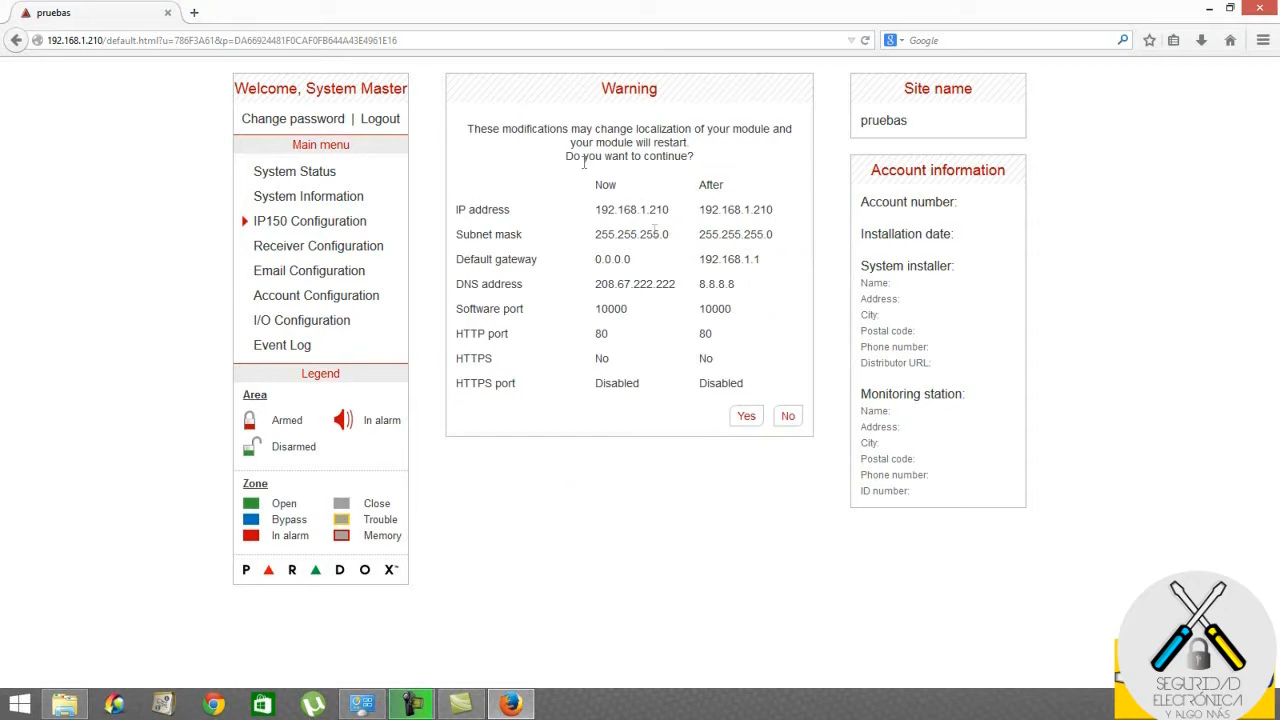 pruebas
192.168.1.210/default.html?u=786F3A61&p=DA66924481F0CAF0FB644A43E4961E16
Google
Welcome, System Master
Change password | Logout
Main menu
System Status
System Information
IP150 Configuration
Receiver Configuration
Email Configuration
Account Configuration
I/O Configuration
Event Log
Legend
Area
Armed In alarm
Disarmed
Zone
Open Close
Bypass Trouble
In alarm Memory
PARADOX™
Warning
These modifications may change localization of your module and
your module will restart.
Do you want to continue?
Now After
IP address 192.168.1.210 192.168.1.210
Subnet mask 255.255.255.0 255.255.255.0
Default gateway 0.0.0.0 192.168.1.1
DNS address 208.67.222.222 8.8.8.8
Software port 10000 10000
HTTP port 80 80
HTTPS No No
HTTPS port Disabled Disabled
Yes No
Site name
pruebas
Account information
Account number:
Installation date:
System installer:
Name:
Address:
City:
Postal code:
Phone number:
Distributor URL:
Monitoring station:
Name:
Address:
City:
Postal code:
Phone number:
ID number:
SEGURIDAD
ELECTRÓNICA
Y ALGO MÁS